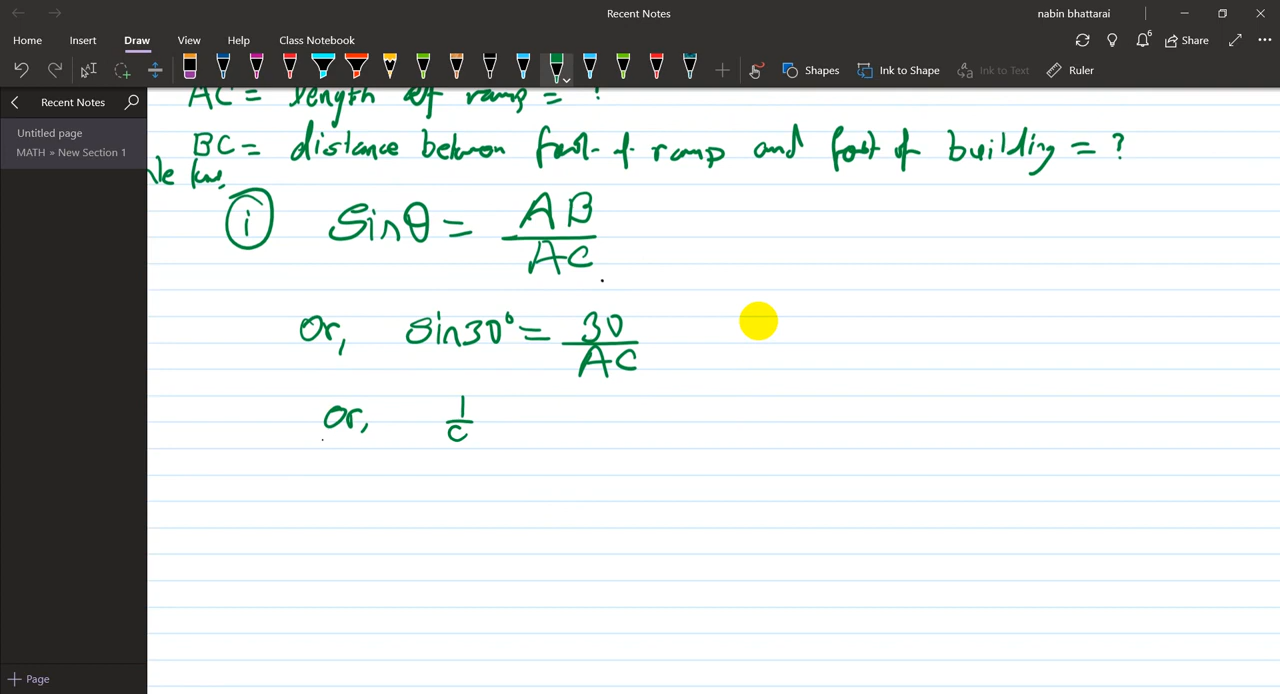 Recent Notes
nabin bhattarai
Home Insert Draw View Help Class Notebook
6 Share
Shapes Ink to Shape Ink to Text Ruler
Recent Notes
Untitled page
MATH » New Section 1
AC = length of ramp = ?
BC = distance between foot of ramp and foot of building = ?
i sinθ = AB/AC
or, sin30° = 30/AC
or, 1
Page